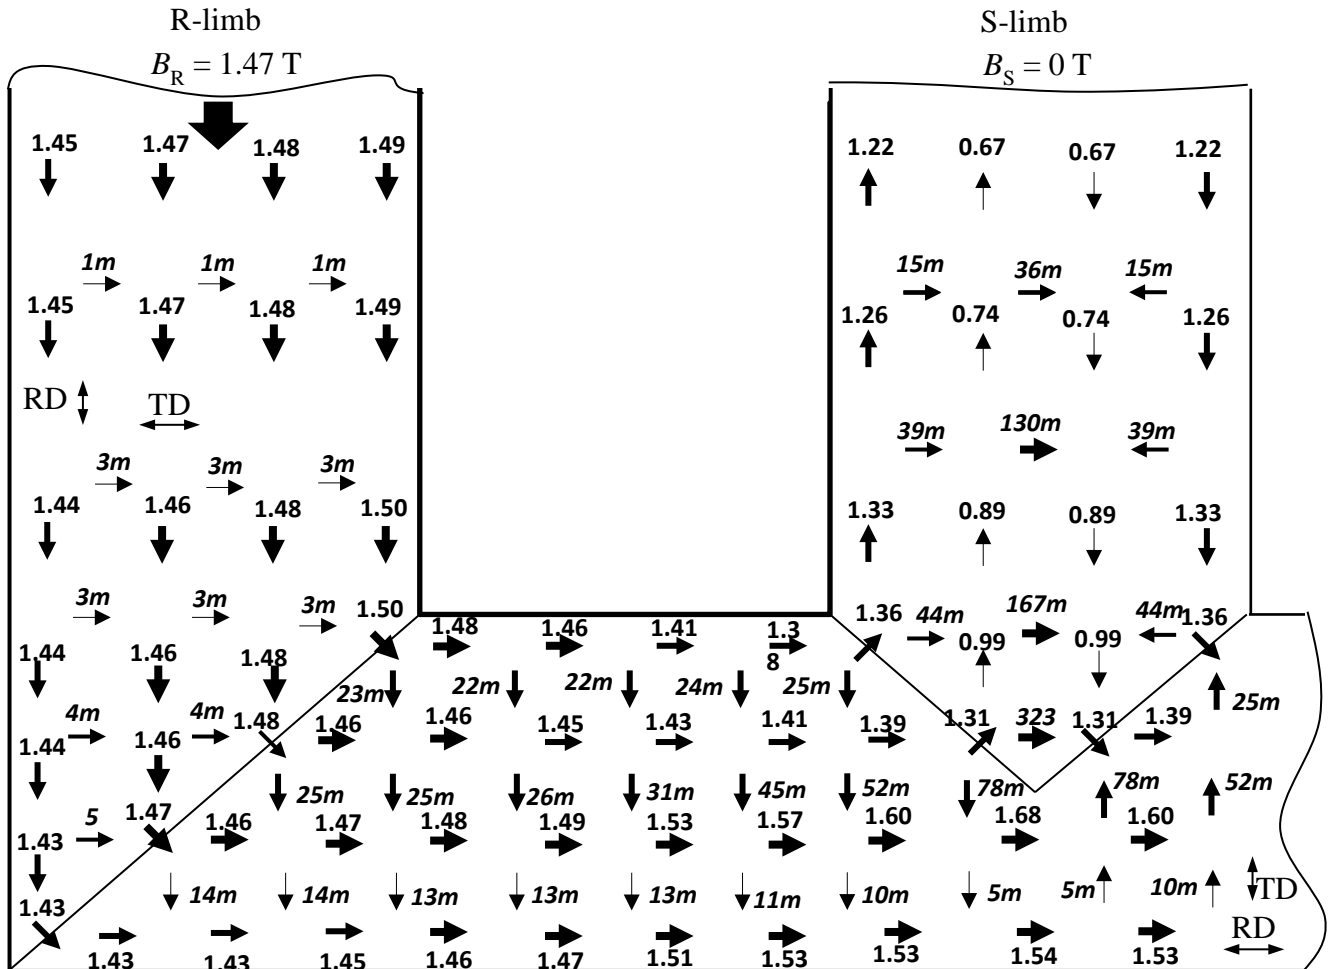 R-limb S-limb
B_R = 1.47 T B_S = 0 T
1.45 1.47 1.48 1.49 1.22 0.67 0.67 1.22
1m 1m 1m 15m 36m 15m
1.45 1.47 1.48 1.49 1.26 0.74 0.74 1.26
RD TD
39m 130m 39m
3m 3m 3m
1.44 1.46 1.48 1.50 1.33 0.89 0.89 1.33
3m 3m 3m 1.50 1.36 44m 167m 44m 1.36
1.48 1.46 1.41 1.3
8
0.99 0.99
1.44 1.46 1.48
23m 22m 22m 24m 25m 25m
4m 4m 1.48 1.46 1.46 1.45 1.43 1.41 1.39 1.31 323 1.31 1.39
1.44 1.46
25m 25m 26m 31m 45m 52m 78m 78m 52m
5 1.47 1.46 1.47 1.48 1.49 1.53 1.57 1.60 1.68 1.60
1.43
14m 14m 13m 13m 13m 11m 10m 5m 5m 10m TD
1.43
RD
1.43 1.43 1.45 1.46 1.47 1.51 1.53 1.53 1.54 1.53